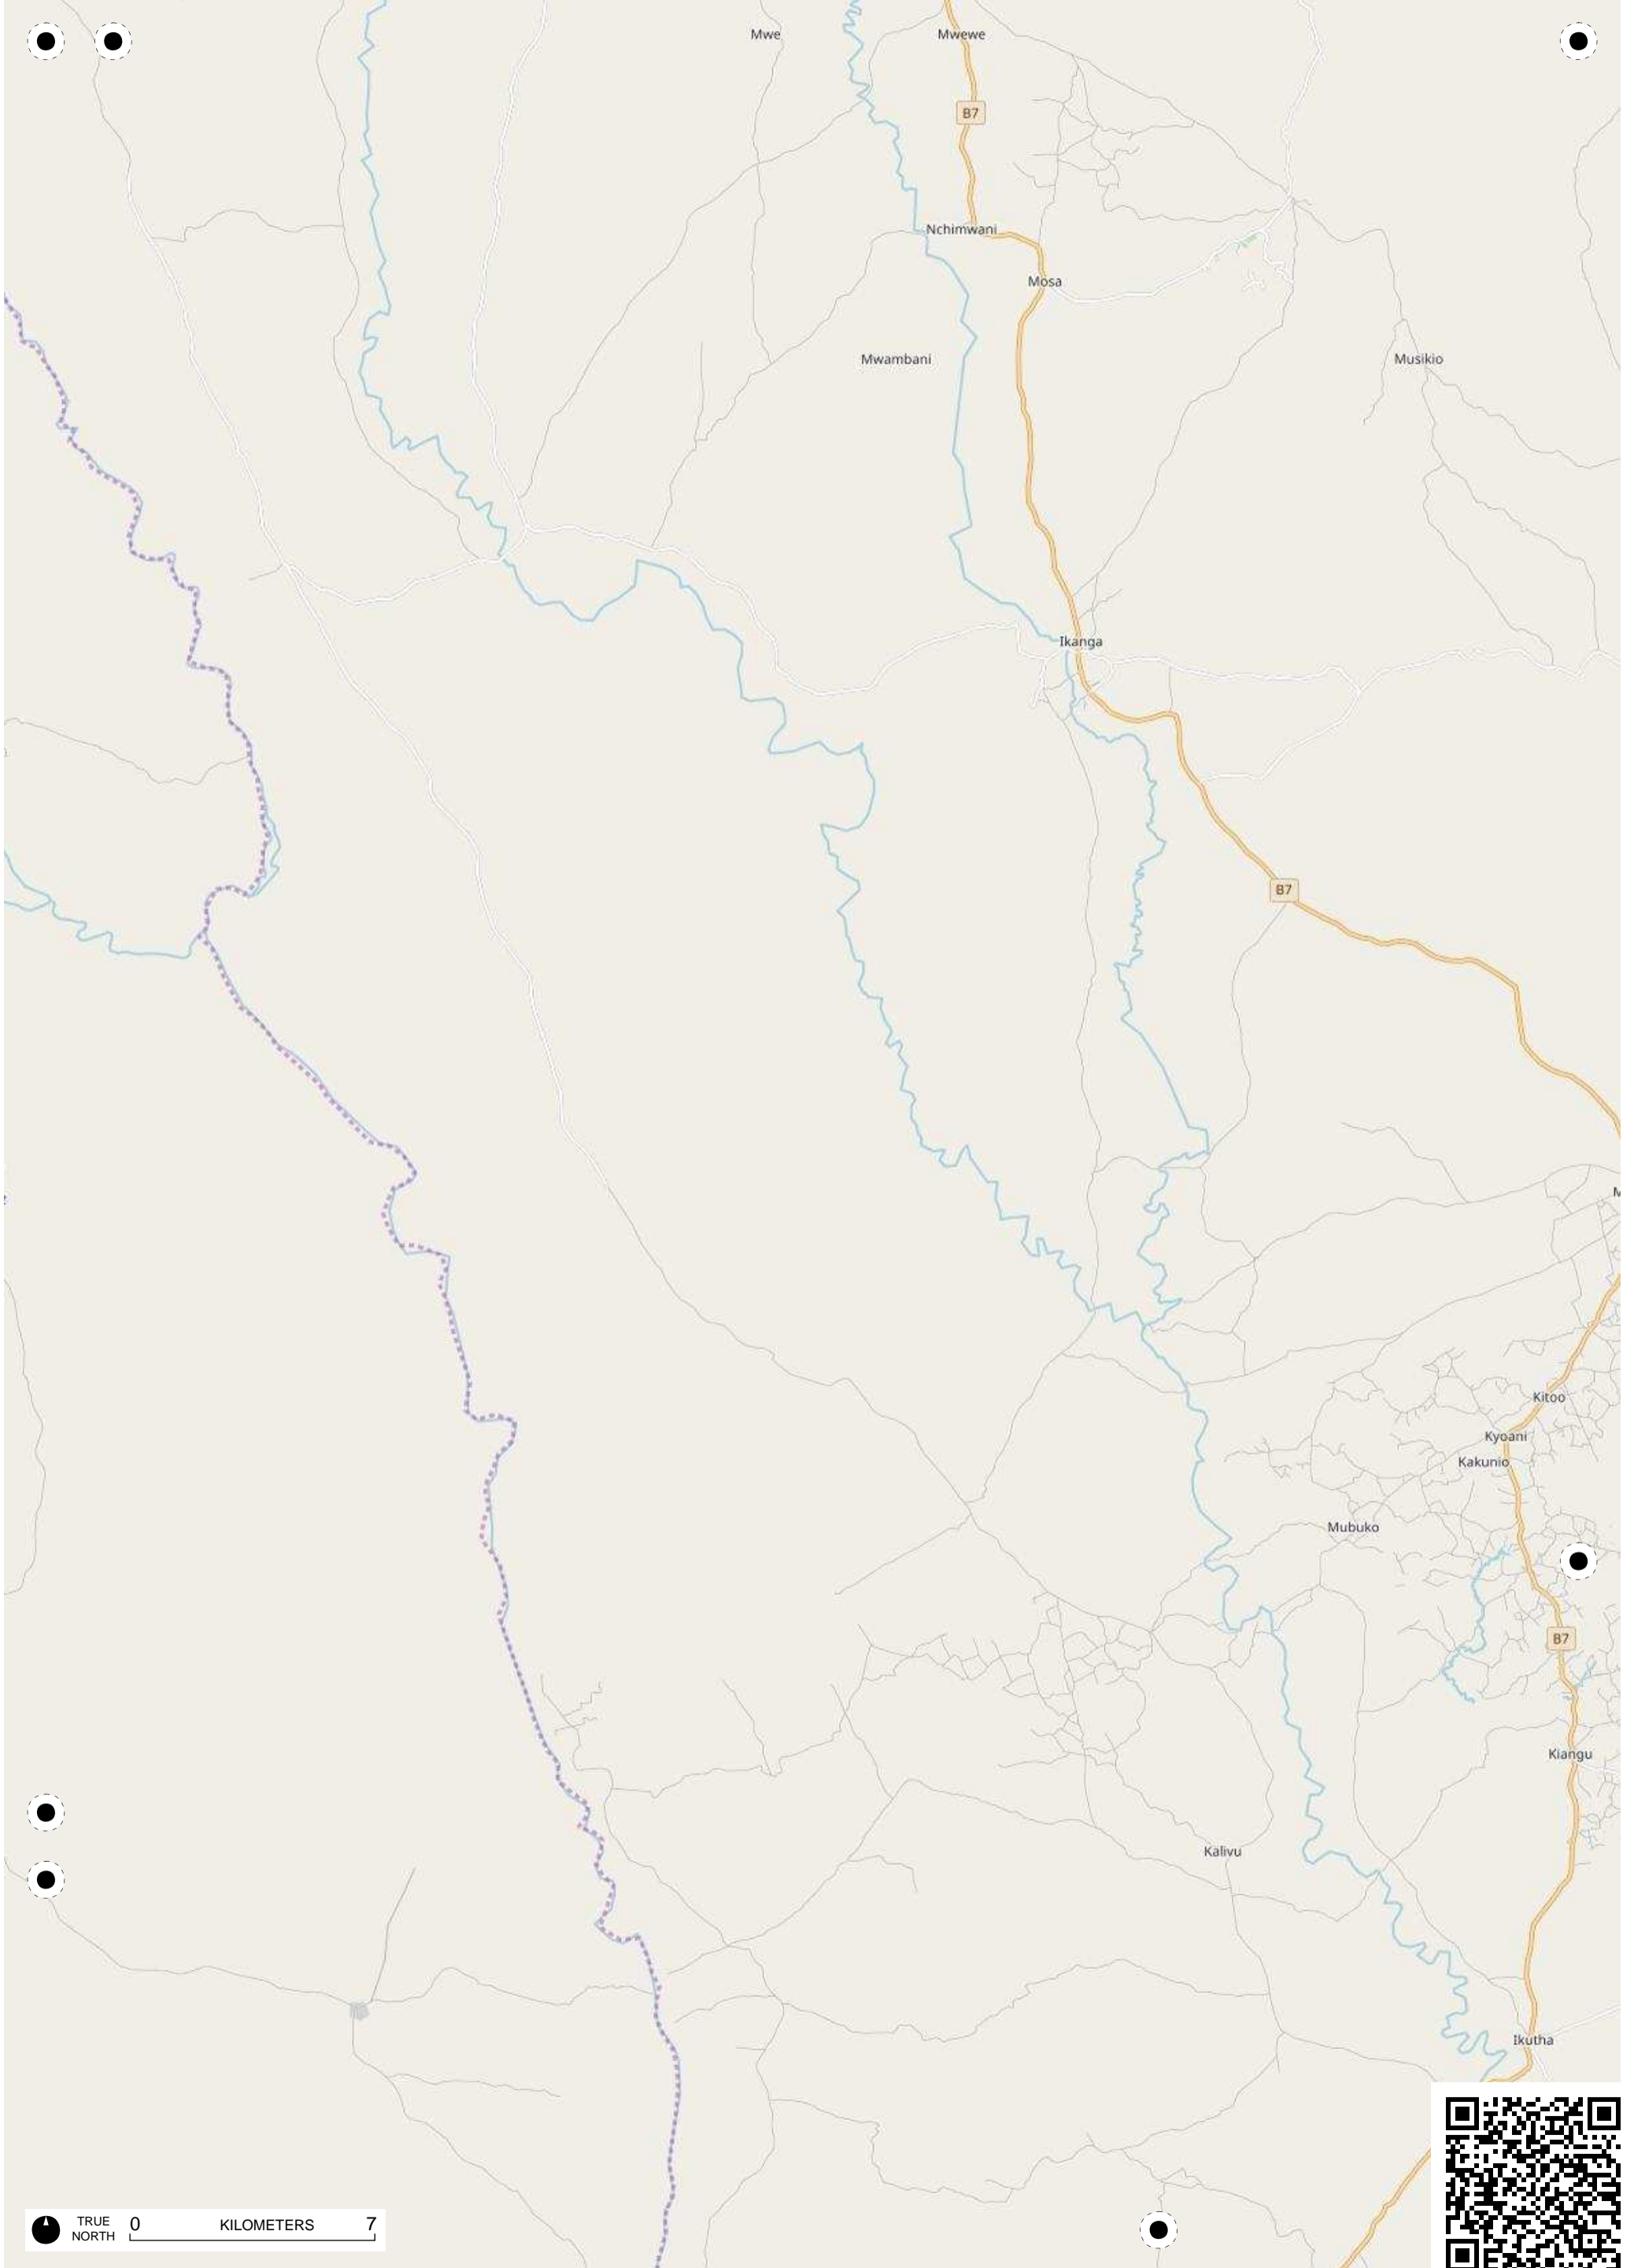 Mwe
Mwewe
B7
Nchimwani
Mosa
Mwambani
Musikio
Ikanga
B7
Kitoo
Kyoani
Kakunio
Mubuko
B7
Kiangu
Kalivu
Ikutha
TRUE NORTH
0 KILOMETERS 7